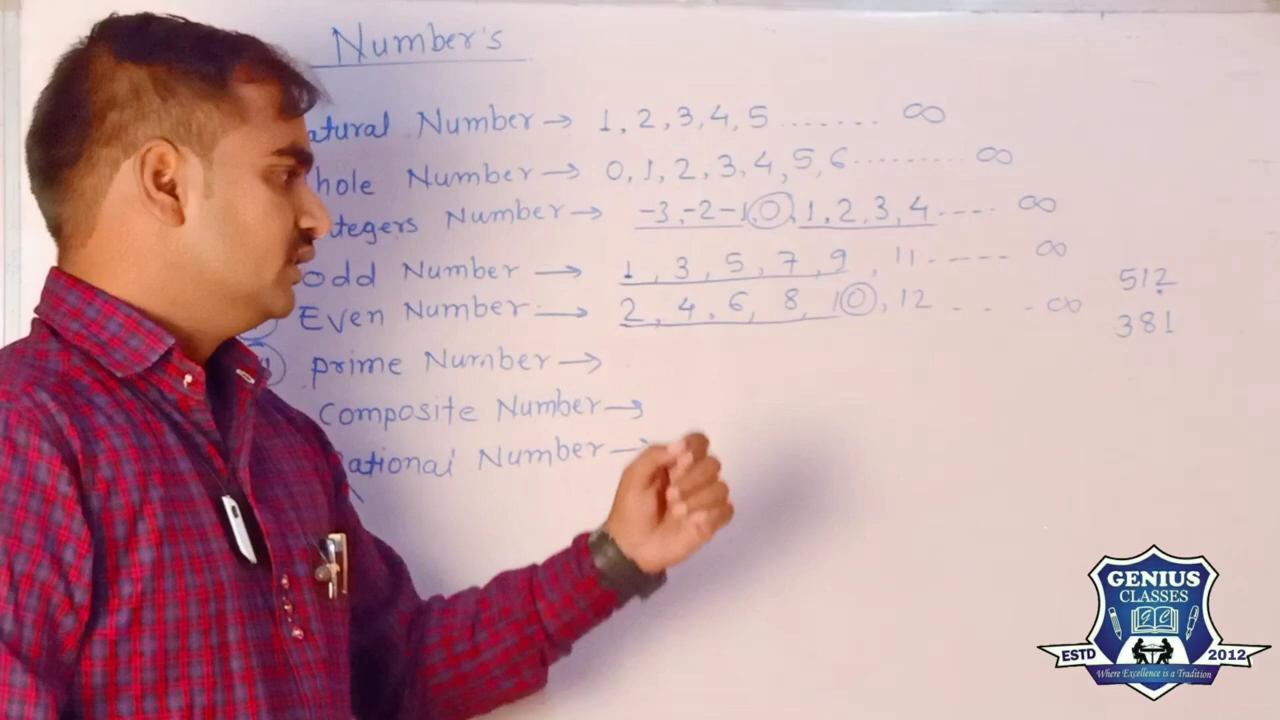 Number's
atural Number → 1, 2, 3, 4, 5 ....... ∞
hole Number → 0, 1, 2, 3, 4, 5, 6 ......... ∞
tegers Number → -3, -2 -1, 0, 1, 2, 3, 4 ---- ∞
odd Number → 1, 3, 5, 7, 9, 11 ----- ∞
Even Number → 2, 4, 6, 8, 10, 12 - - - ∞
512
381
prime Number →
Composite Number →
ational Number →
GENIUS
CLASSES
GC
ESTD 2012
Where Excellence is a Tradition